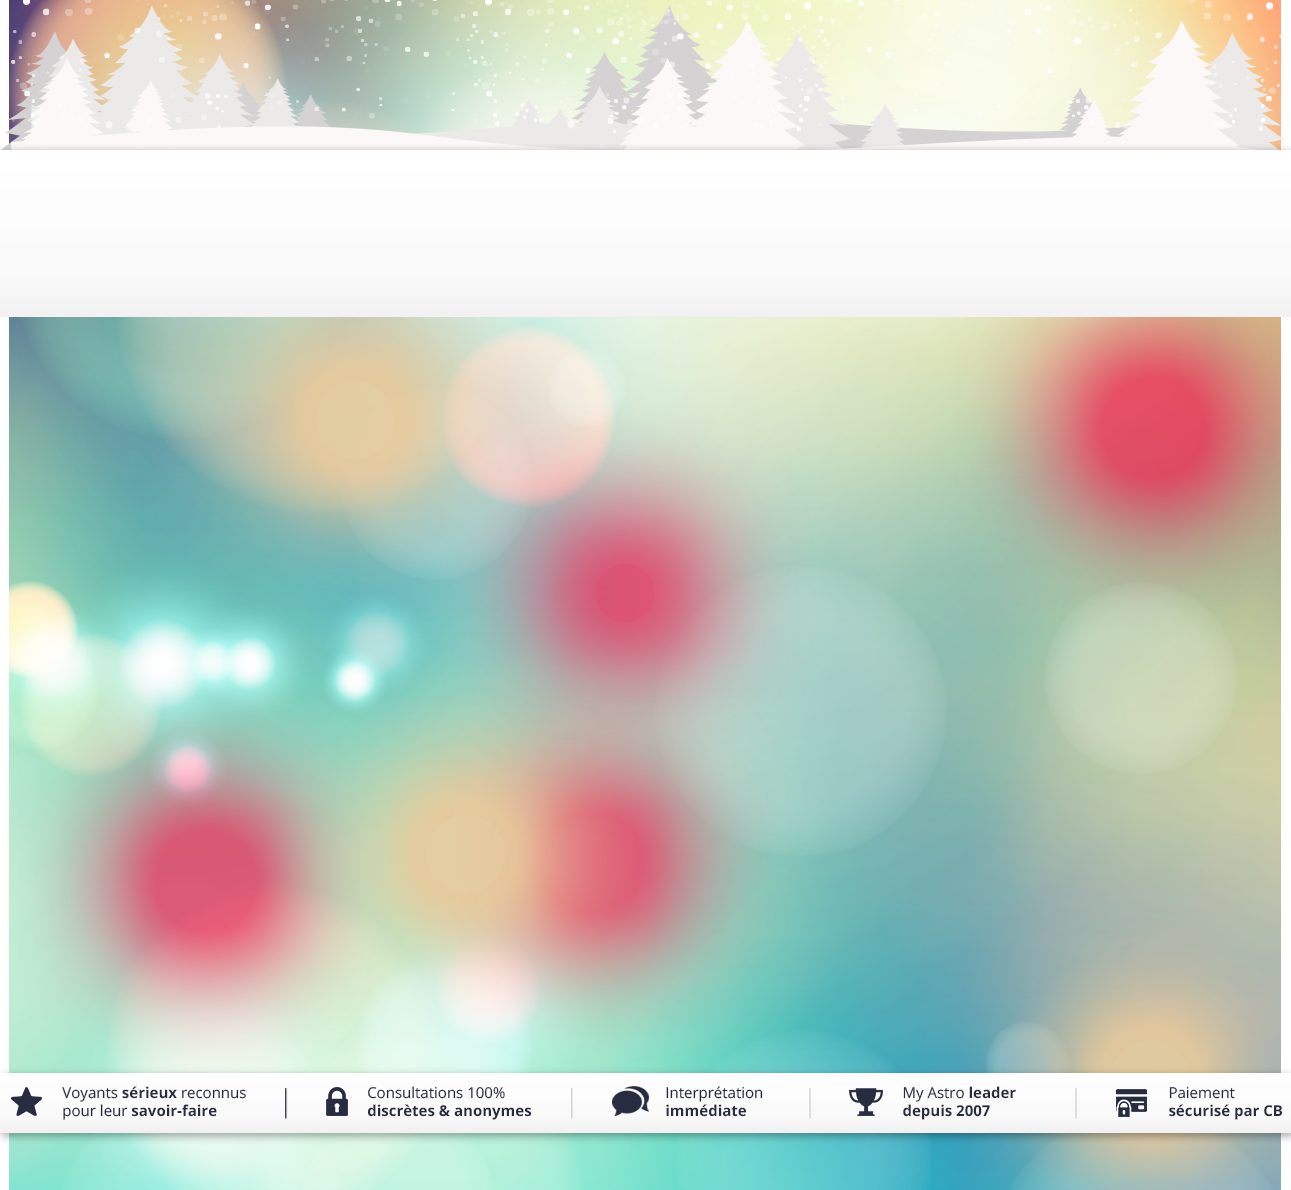 Voyants sérieux reconnus
pour leur savoir-faire
Consultations 100%
discrètes & anonymes
Interprétation
immédiate
My Astro leader
depuis 2007
Paiement
sécurisé par CB